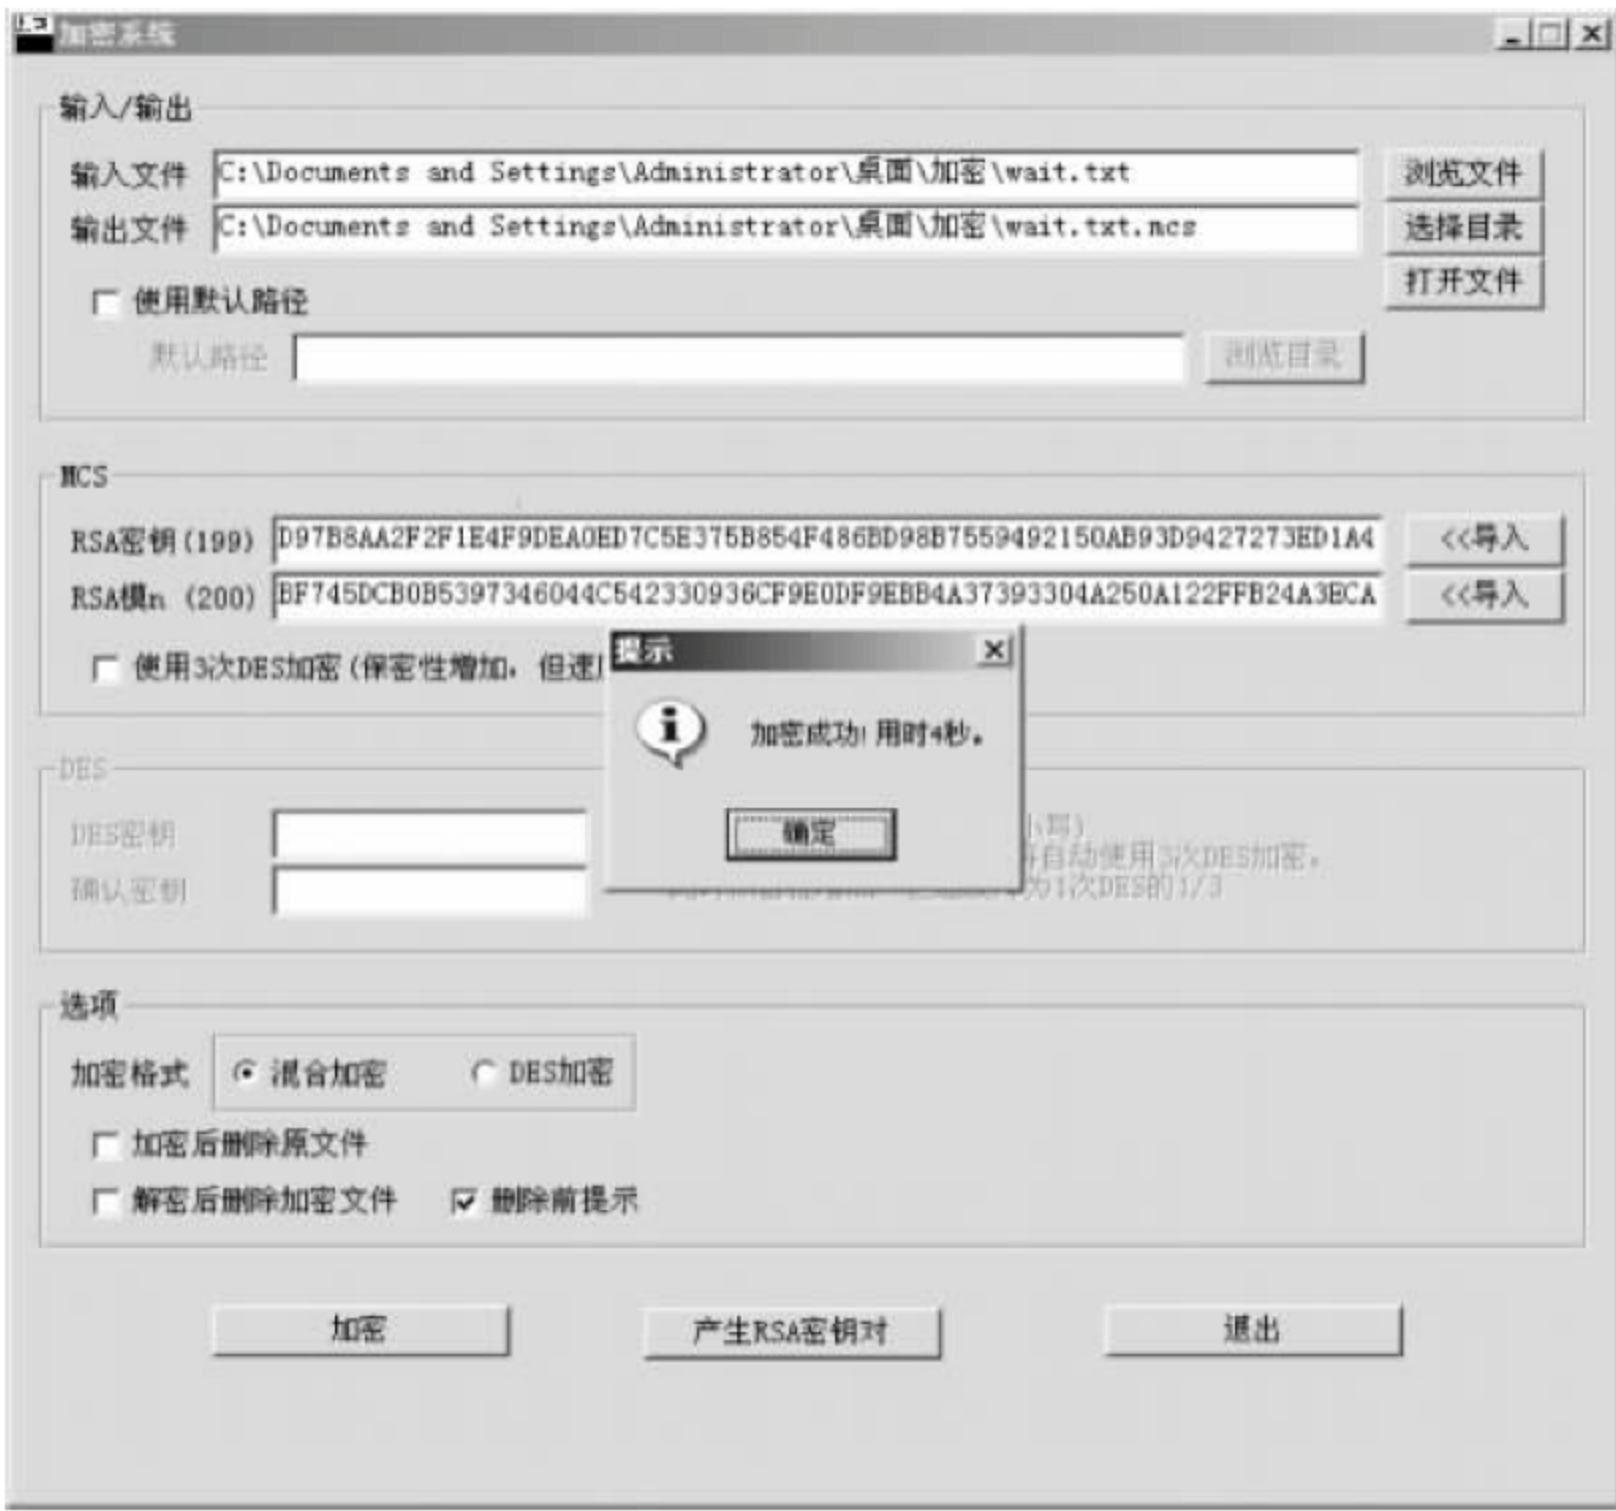 加密系统
输入/输出
输入文件 C:\Documents and Settings\Administrator\桌面\加密\wait.txt 浏览文件
输出文件 C:\Documents and Settings\Administrator\桌面\加密\wait.txt.mcs 选择目录
打开文件
使用默认路径
默认路径 浏览目录
MCS
RSA密钥(199) D97B8AA2F2F1E4F9DEA0ED7C5E375B854F486BD98B7559492150AB93D9427273ED1A4 <<导入
RSA模n (200) BF745DCB0B5397346044C542330936CF9E0DF9EBB4A37393304A250A122FFB24A3ECA <<导入
使用3次DES加密(保密性增加，但速
提示
加密成功! 用时4秒。
确定
DES
DES密钥 小写)
自动使用3次DES加密。
确认密钥 为1次DES的1/3
选项
加密格式 混合加密 DES加密
加密后删除原文件
解密后删除加密文件 删除前提示
加密 产生RSA密钥对 退出